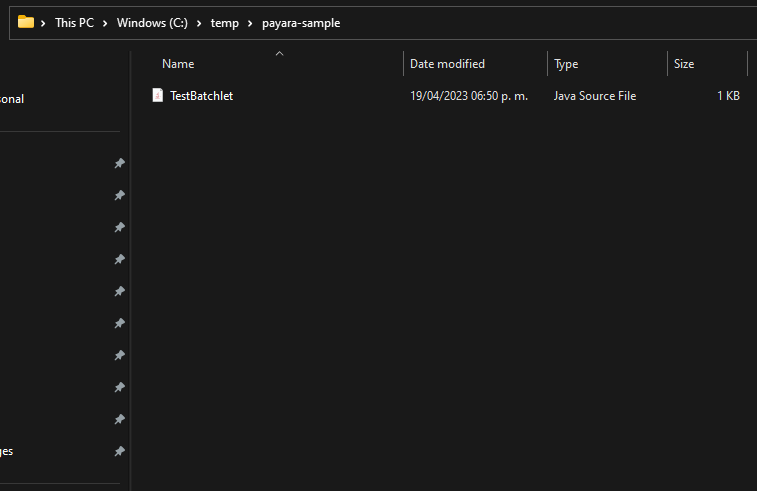 This PC > Windows (C:) > temp > payara-sample
Name Date modified Type Size
sonal
TestBatchlet 19/04/2023 06:50 p. m. Java Source File 1 KB
ges